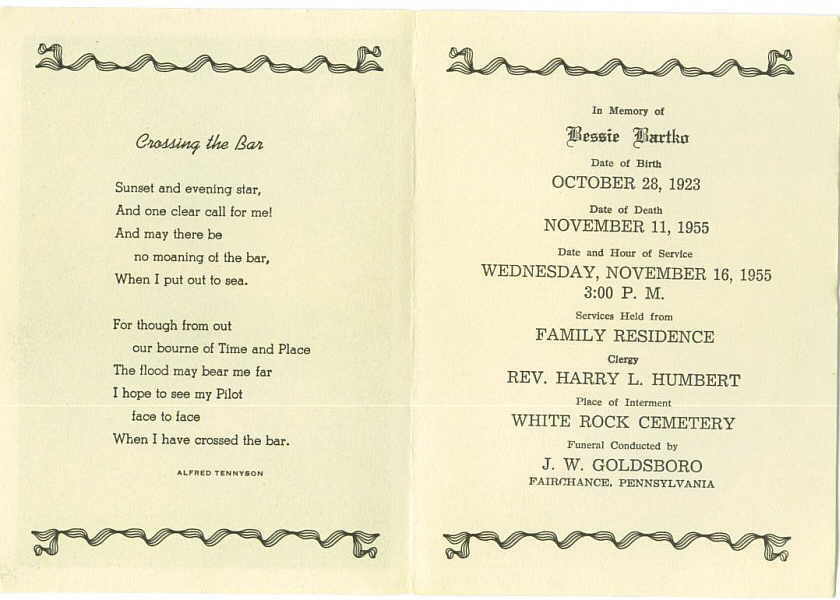 Crossing the Bar
Sunset and evening star,
And one clear call for me!
And may there be
no moaning of the bar,
When I put out to sea.
For though from out
our bourne of Time and Place
The flood may bear me far
I hope to see my Pilot
face to face
When I have crossed the bar.
ALFRED TENNYSON
In Memory of
Bessie Bartko
Date of Birth
OCTOBER 28, 1923
Date of Death
NOVEMBER 11, 1955
Date and Hour of Service
WEDNESDAY, NOVEMBER 16, 1955
3:00 P. M.
Services Held from
FAMILY RESIDENCE
Clergy
REV. HARRY L. HUMBERT
Place of Interment
WHITE ROCK CEMETERY
Funeral Conducted by
J. W. GOLDSBORO
FAIRCHANCE, PENNSYLVANIA